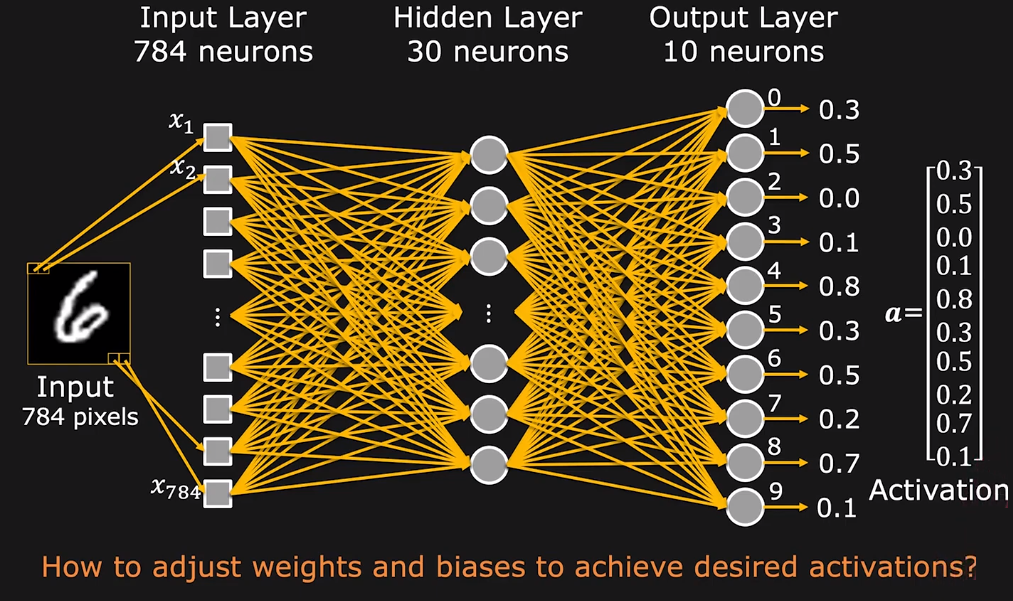 Input Layer
784 neurons
Hidden Layer
30 neurons
Output Layer
10 neurons
x₁
x₂
⋮
x₇₈₄
Input
784 pixels
⋮
0 0.3
1 0.5
2 0.0
3 0.1
4 0.8
5 0.3
6 0.5
7 0.2
8 0.7
9 0.1
a=
0.3
0.5
0.0
0.1
0.8
0.3
0.5
0.2
0.7
0.1
Activation
How to adjust weights and biases to achieve desired activations?